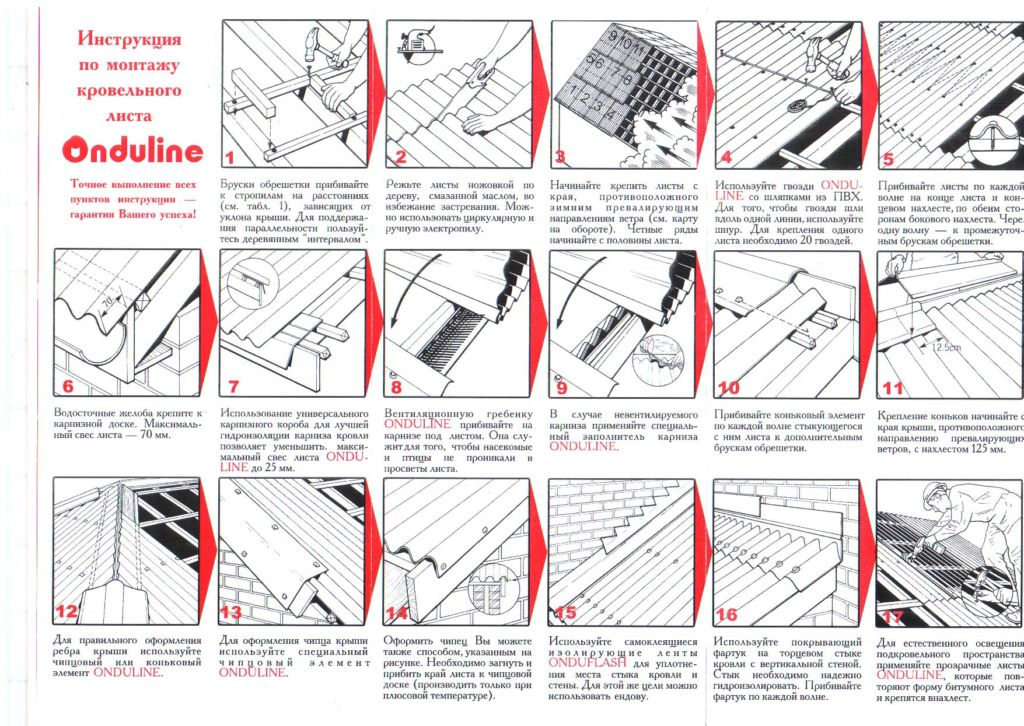 Инструкция
по монтажу
кровельного
листа
Onduline
Точное выполнение всех
пунктов инструкции —
гарантия Вашего успеха!
1
Бруски обрешетки прибивайте
к стропилам на расстояниях
(см. табл. 1), зависящих от
уклона крыши. Для поддержа-
ния параллельности пользуй-
тесь деревянным "интервалом".
2
Режьте листы ножовкой по
дереву, смазанной маслом, во
избежание застревания. Мож-
но использовать циркулярную и
ручную электропилу.
9 10 11
5 6 7 8
1 2 3 4
3
Начинайте крепить листы с
края, противоположного
зимним превалирующим
направлениям ветра (см. карту
на обороте). Четные ряды
начинайте с половины листа.
4
Используйте гвозди ONDU-
LINE со шляпками из ПВХ.
Для того, чтобы гвозди шли
вдоль одной линии, используйте
шнур. Для крепления одного
листа необходимо 20 гвоздей.
5
Прибивайте листы по каждой
волне на конце листа и кон-
цевом нахлесте, по обеим сто-
ронам бокового нахлеста. Через
одну волну — к промежуточ-
ным брускам обрешетки.
70
6
Водосточные желоба крепите к
карнизной доске. Максималь-
ный свес листа — 70 мм.
7
Использование универсального
карнизного короба для лучшей
гидроизоляции карниза кровли
позволяет уменьшить макси-
мальный свес листа ONDU-
LINE до 25 мм.
8
Вентиляционную гребенку
ONDULINE прибивайте на
карнизе под листом. Она слу-
жит для того, чтобы насекомые
и птицы не проникали в
просветы листа.
9
В случае невентилируемого
карниза применяйте специаль-
ный заполнитель карниза
ONDULINE.
10
Прибивайте коньковый элемент
по каждой волне стыкующегося
с ним листа к дополнительным
брускам обрешетки.
12.5cm
11
Крепление коньков начинайте с
края крыши, противоположного
направлению превалирующих
ветров, с нахлестом 125 мм.
12
Для правильного оформления
ребра крыши используйте
чипцовый или коньковый
элемент ONDULINE.
13
Для оформления чипца крыши
используйте специальный
чипцовый элемент
ONDULINE.
14
Оформить чипец Вы можете
также способом, указанным на
рисунке. Необходимо загнуть и
прибить край листа к чипцовой
доске (производить только при
плюсовой температуре).
15
Используйте самоклеящиеся
изолирующие ленты
ONDUFLASH для уплотне-
ния места стыка кровли и
стены. Для этой же цели можно
использовать ендову.
16
Используйте покрывающий
фартук на торцевом стыке
кровли с вертикальной стеной.
Стык необходимо надежно
гидроизолировать. Прибивайте
фартук по каждой волне.
17
Для естественного освещения
подкровельного пространства
применяйте прозрачные листы
ONDULINE, которые пов-
торяют форму битумного листа
и крепятся внахлест.